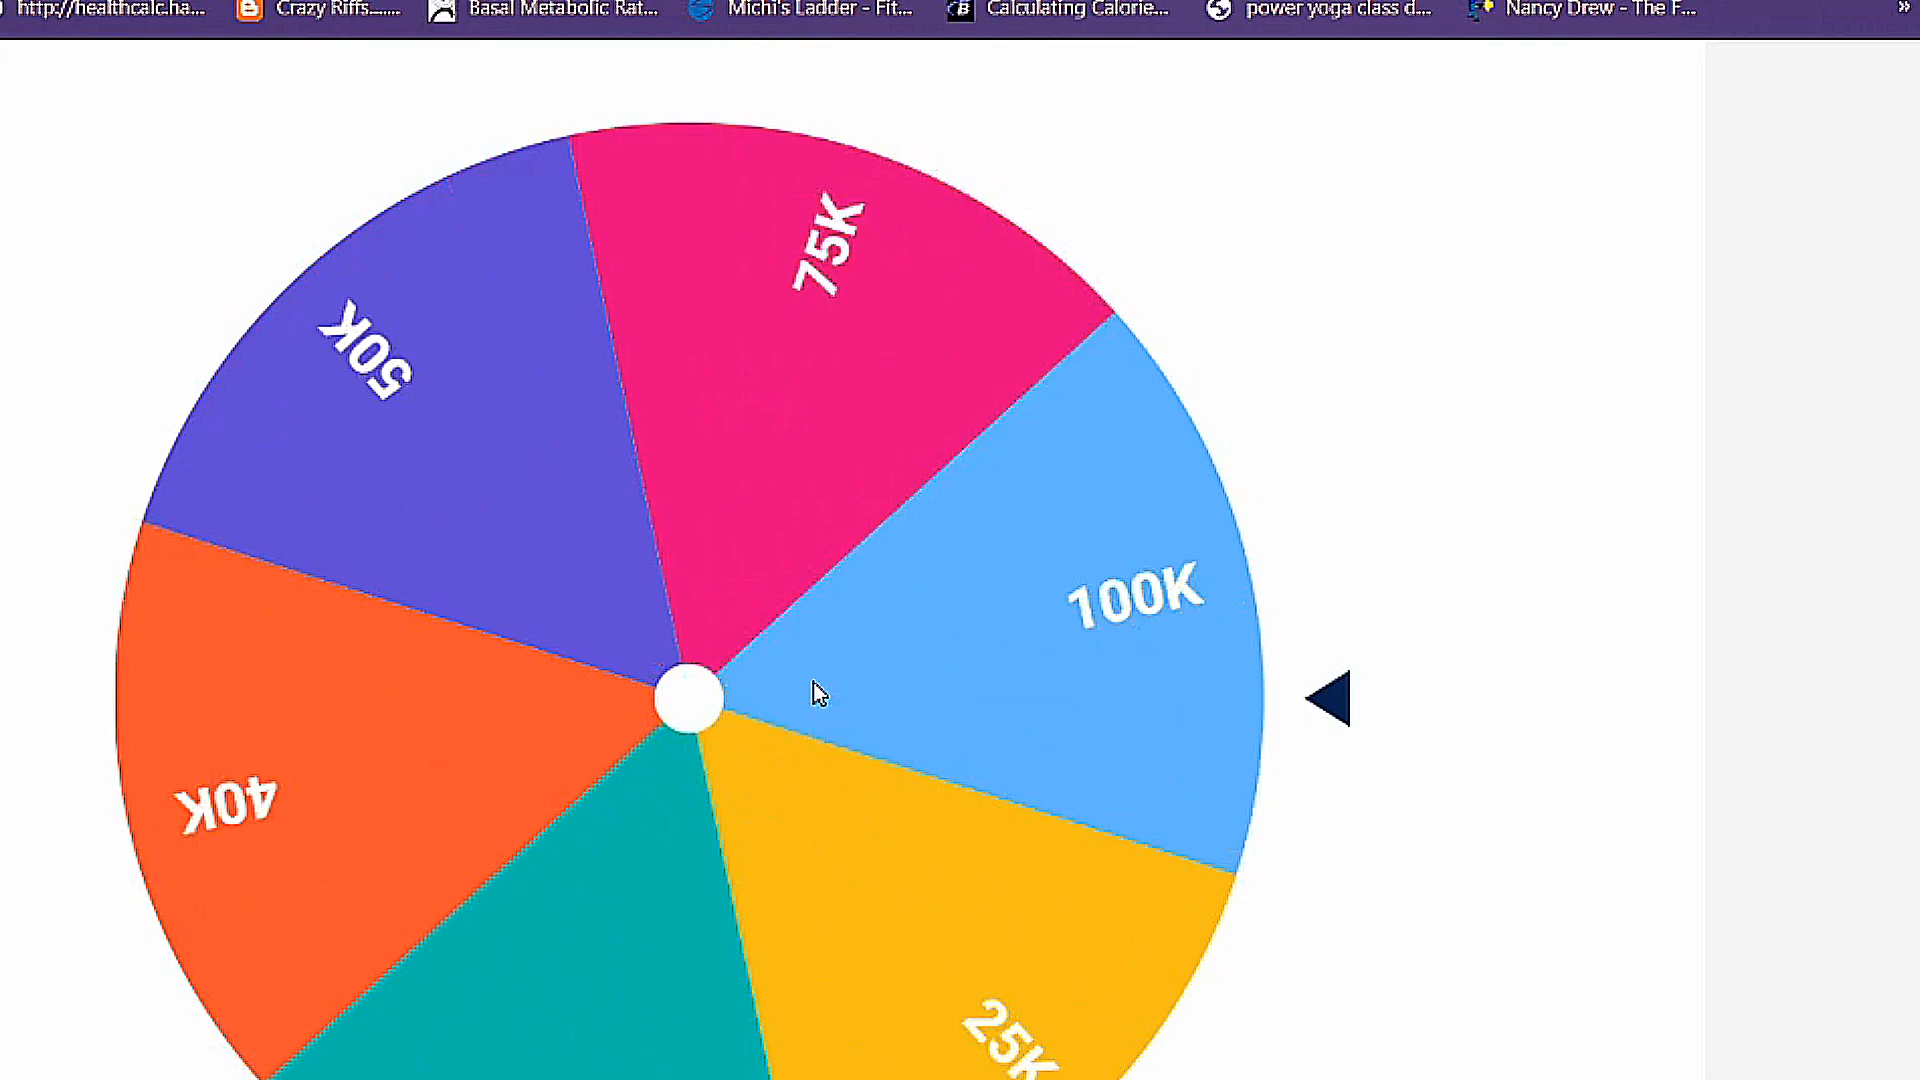 http://healthcalc.ha... Crazy Riffs...... Basal Metabolic Rat... Michi's Ladder - Fit... Calculating Calorie... power yoga class d... Nancy Drew - The F... »
75K
50K
100K
40K
25K